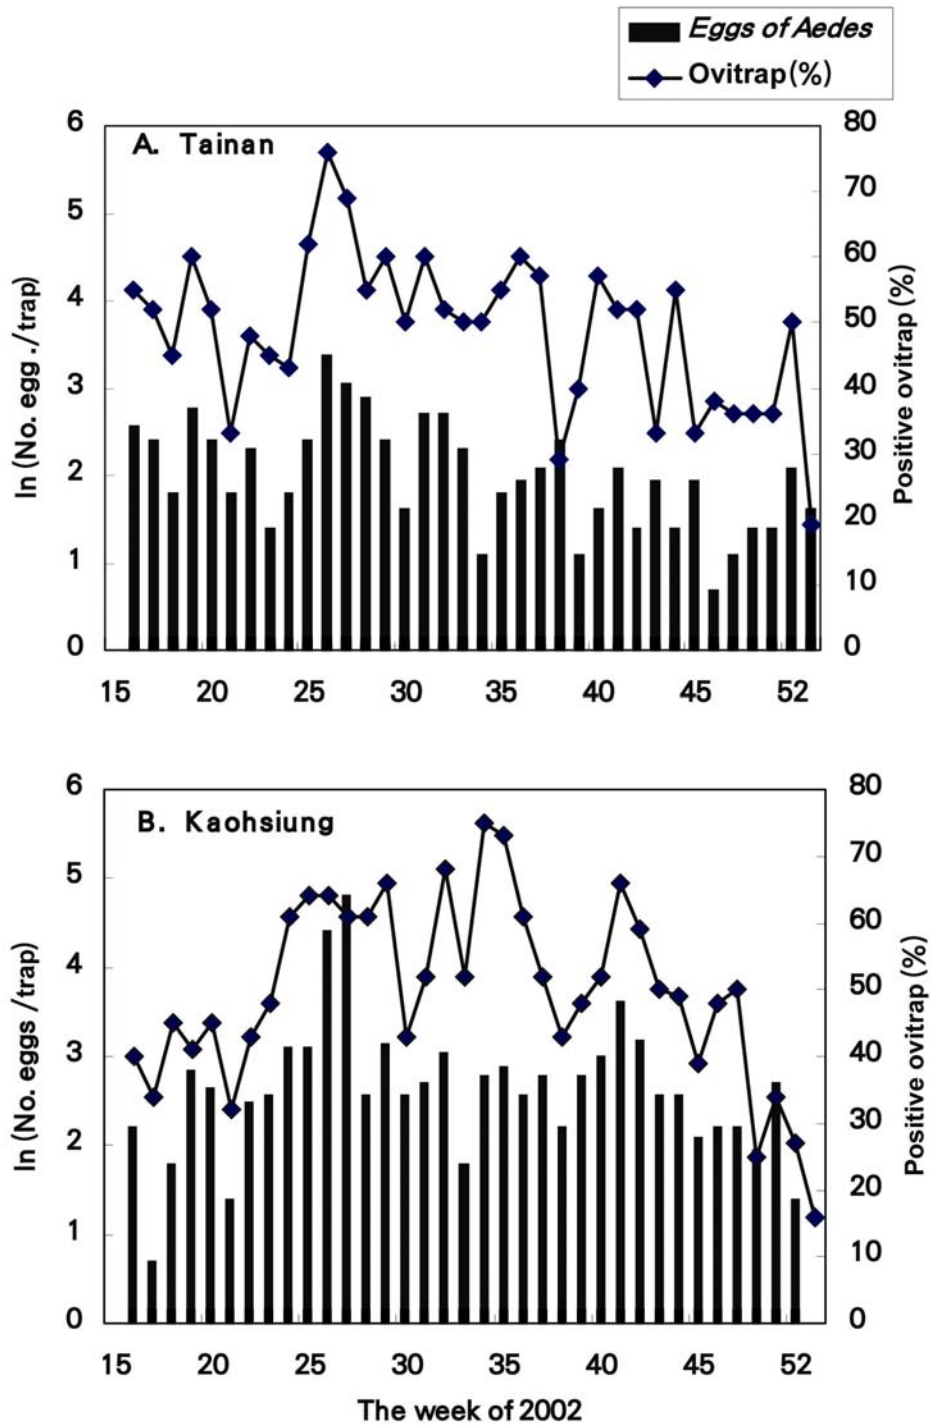 Eggs of Aedes
Ovitrap(%)
A. Tainan
6
5
4
3
2
1
0
ln (No. egg ./trap)
80
70
60
50
40
30
20
10
0
Positive ovitrap (%)
15 20 25 30 35 40 45 52
B. Kaohsiung
6
5
4
3
2
1
0
ln (No. eggs /trap)
80
70
60
50
40
30
20
10
0
Positive ovitrap (%)
15 20 25 30 35 40 45 52
The week of 2002